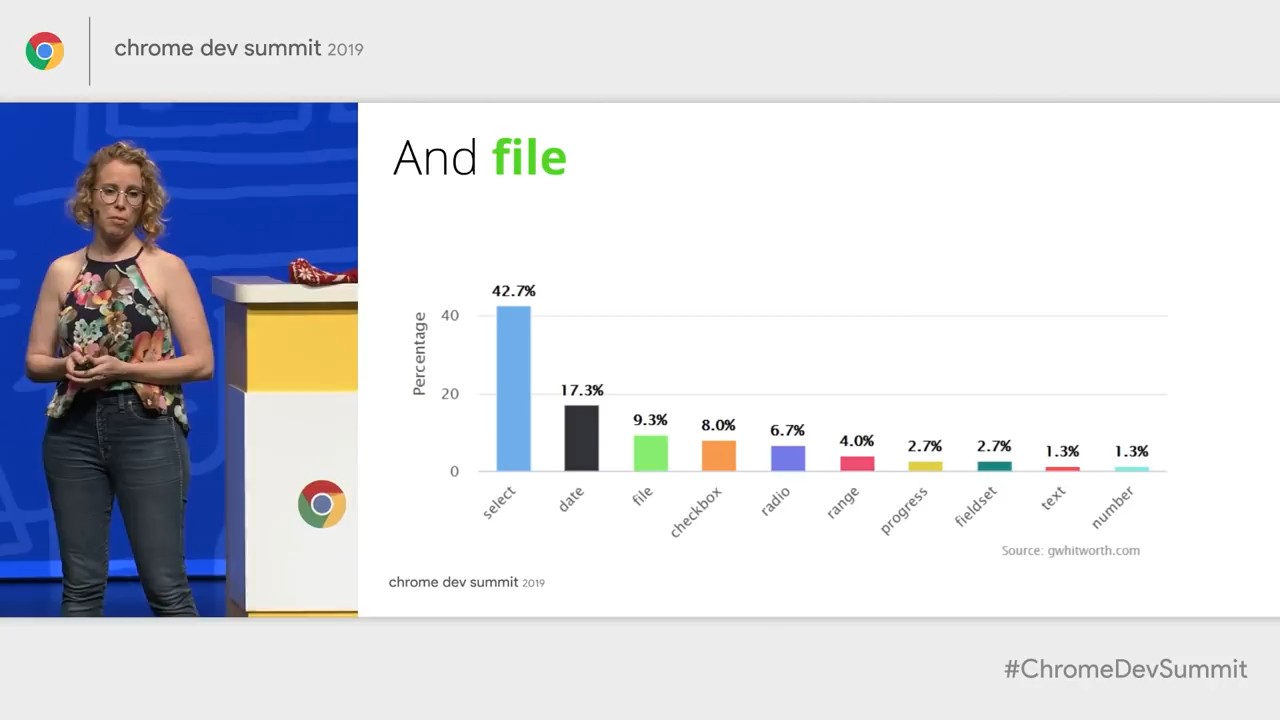 chrome dev summit 2019
And file
42.7%
17.3%
9.3%
8.0%
6.7%
4.0%
2.7%
2.7%
1.3%
1.3%
Percentage
40
20
0
select
date
file
checkbox
radio
range
progress
fieldset
text
number
Source: gwhitworth.com
chrome dev summit 2019
#ChromeDevSummit